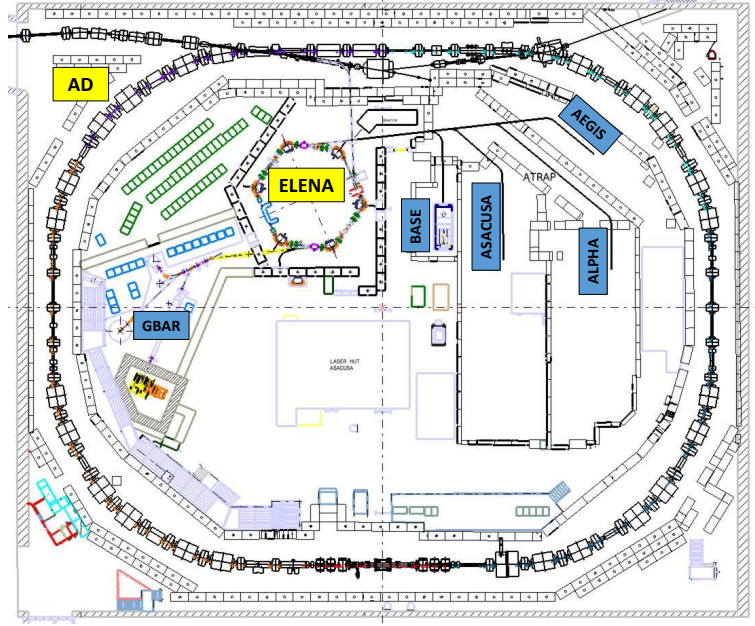 AD
AEGIS
ELENA
ATRAP
BASE
ASACUSA
ALPHA
GBAR
LASER HUT
ASACUSA